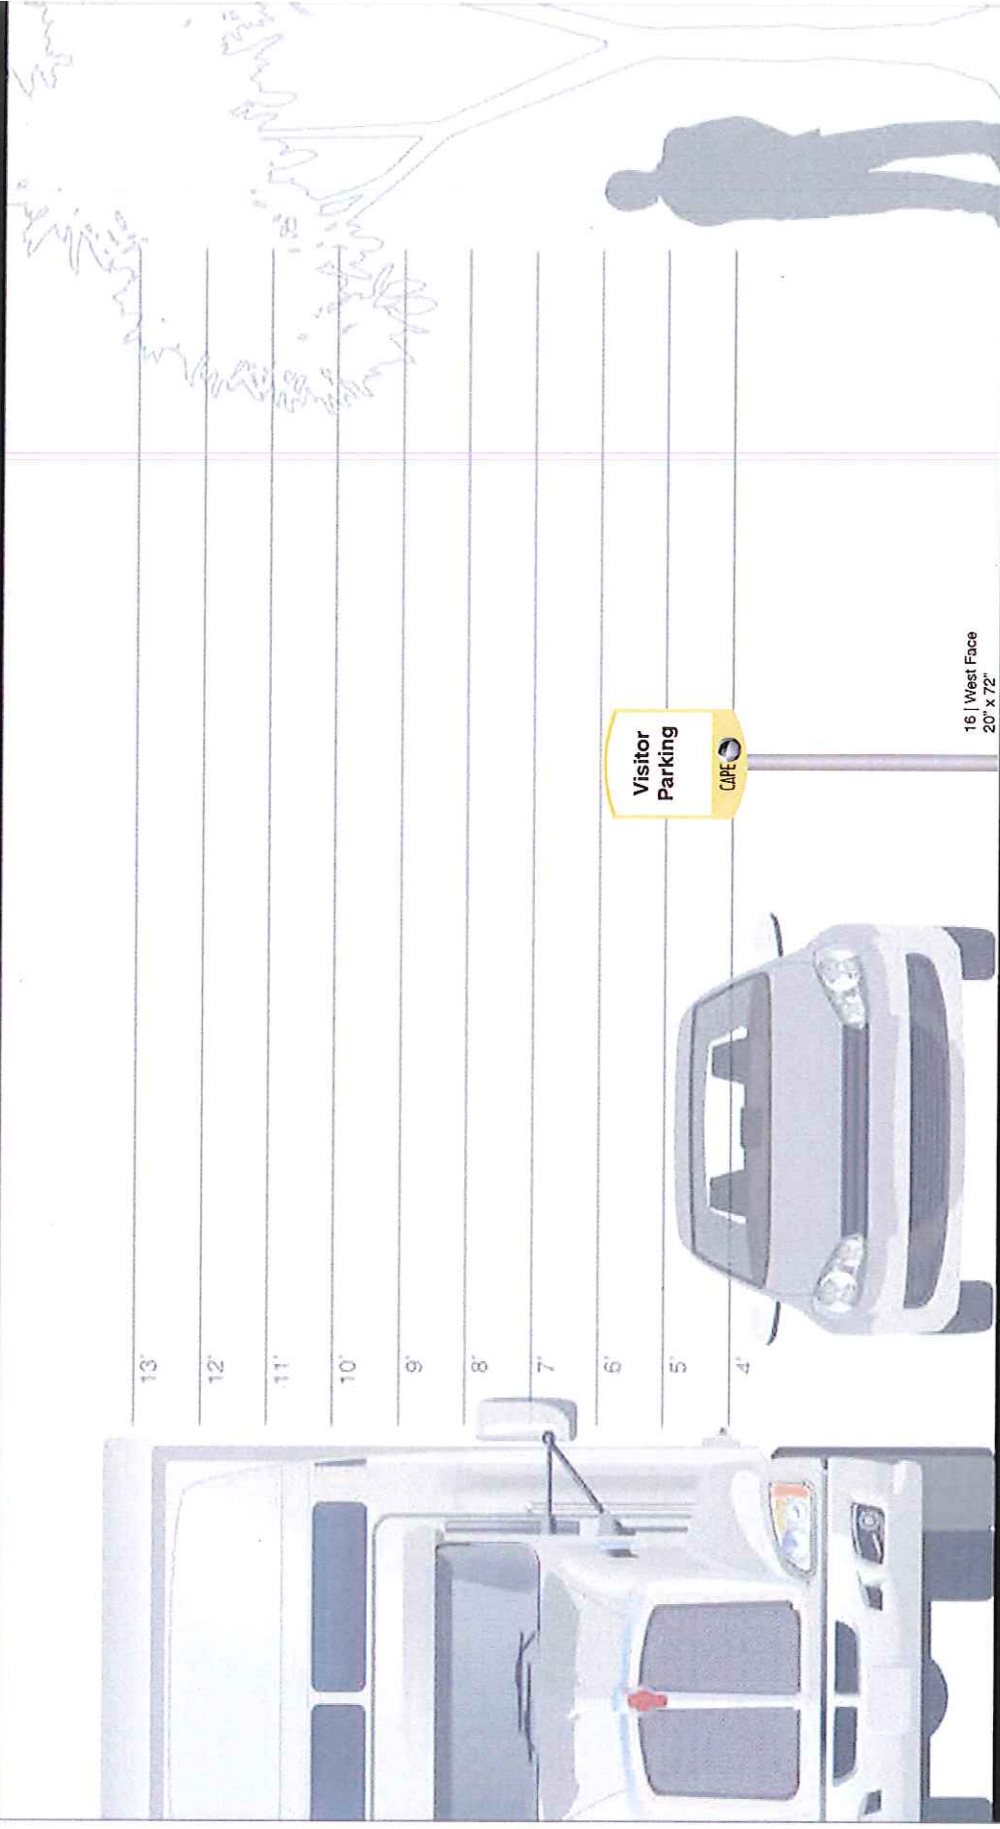 13'
12'
11'
10'
9'
8'
7'
6'
5'
4'
Visitor
Parking
CAPE
16 | West Face
20" x 72"